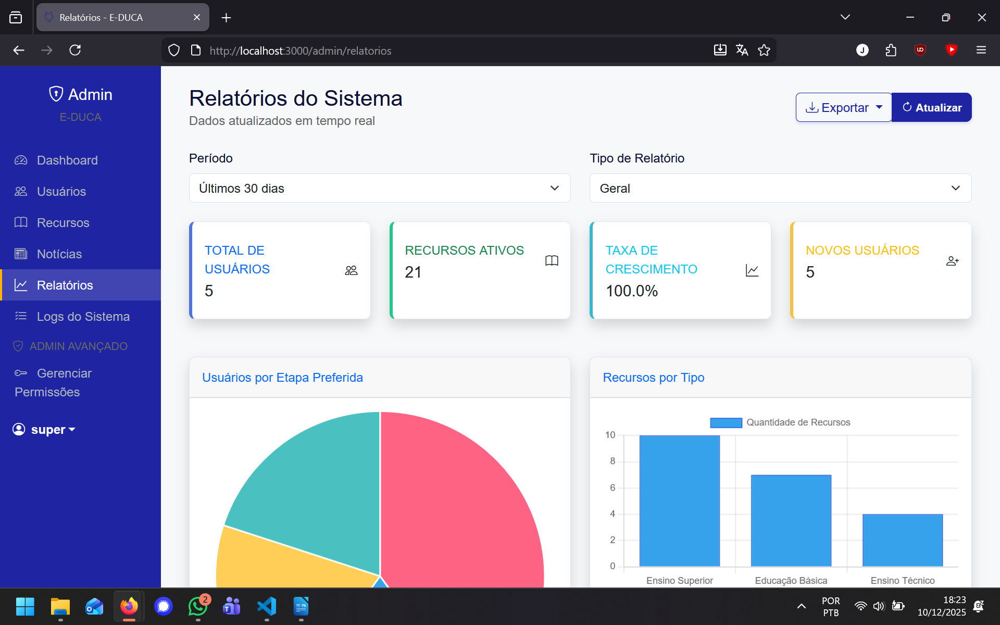 Relatórios - E-DUCA
http://localhost:3000/admin/relatorios
J
Admin
E-DUCA
Dashboard
Usuários
Recursos
Notícias
Relatórios
Logs do Sistema
ADMIN AVANÇADO
Gerenciar
Permissões
super
Relatórios do Sistema
Dados atualizados em tempo real
Exportar
Atualizar
Período
Últimos 30 dias
Tipo de Relatório
Geral
TOTAL DE
USUÁRIOS
5
RECURSOS ATIVOS
21
TAXA DE
CRESCIMENTO
100.0%
NOVOS USUÁRIOS
5
Usuários por Etapa Preferida
Recursos por Tipo
Quantidade de Recursos
10
8
6
4
2
0
Ensino Superior
Educação Básica
Ensino Técnico
2
POR
PTB
18:23
10/12/2025